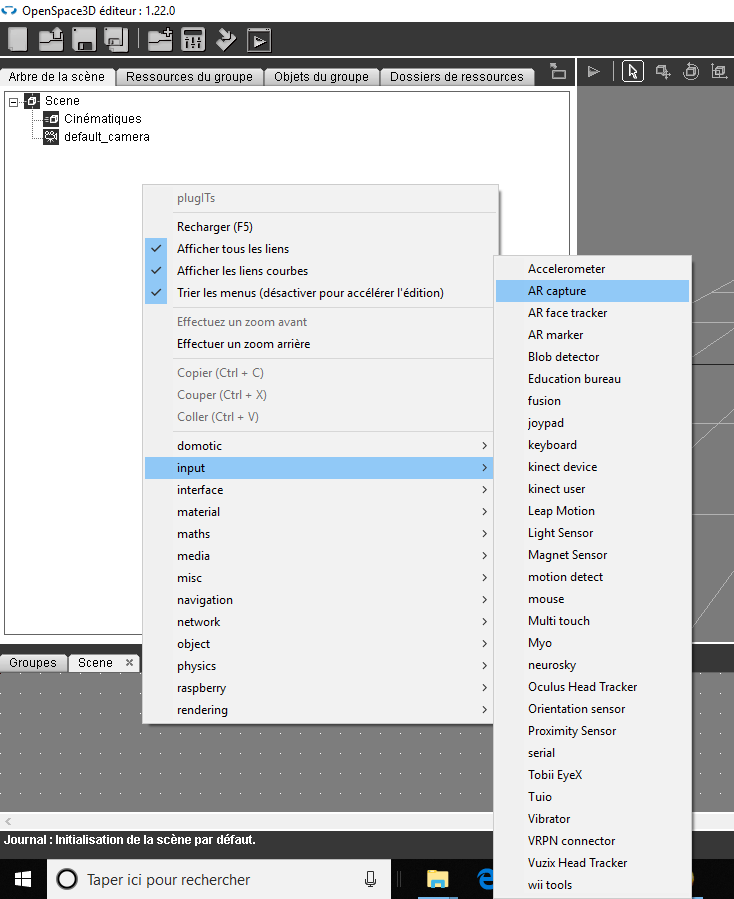 OpenSpace3D éditeur : 1.22.0
Arbre de la scène
Ressources du groupe
Objets du groupe
Dossiers de ressources
Scene
Cinématiques
default_camera
plugITs
Recharger (F5)
Afficher tous les liens
Afficher les liens courbes
Trier les menus (désactiver pour accélérer l'édition)
Effectuez un zoom avant
Effectuer un zoom arrière
Copier (Ctrl + C)
Couper (Ctrl + X)
Coller (Ctrl + V)
domotic
input
interface
material
maths
media
misc
navigation
network
object
physics
raspberry
rendering
Accelerometer
AR capture
AR face tracker
AR marker
Blob detector
Education bureau
fusion
joypad
keyboard
kinect device
kinect user
Leap Motion
Light Sensor
Magnet Sensor
motion detect
mouse
Multi touch
Myo
neurosky
Oculus Head Tracker
Orientation sensor
Proximity Sensor
serial
Tobii EyeX
Tuio
Vibrator
VRPN connector
Vuzix Head Tracker
wii tools
Groupes
Scene
Journal : Initialisation de la scène par défaut.
Taper ici pour rechercher